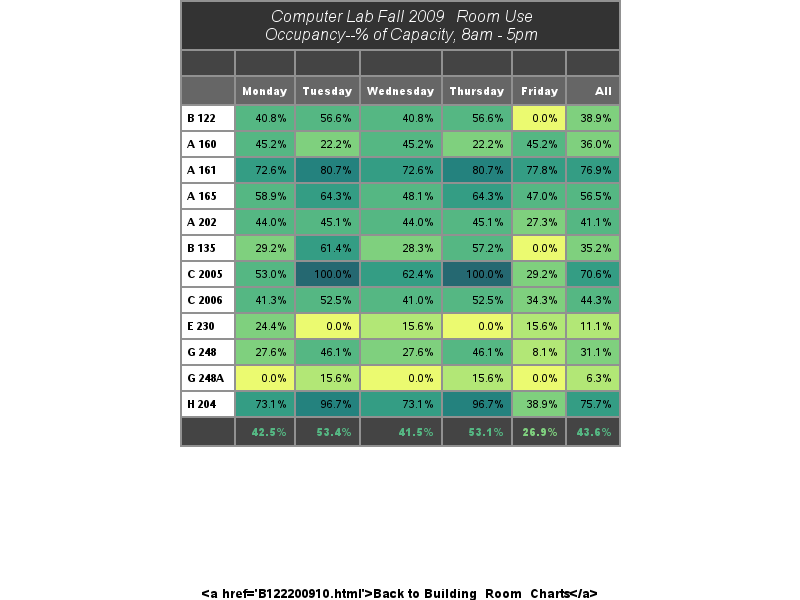 Computer Lab Fall 2009 Room Use
Occupancy--% of Capacity, 8am - 5pm
Monday Tuesday Wednesday Thursday Friday All
B 122 40.8% 56.6% 40.8% 56.6% 0.0% 38.9%
A 160 45.2% 22.2% 45.2% 22.2% 45.2% 36.0%
A 161 72.6% 80.7% 72.6% 80.7% 77.8% 76.9%
A 165 58.9% 64.3% 48.1% 64.3% 47.0% 56.5%
A 202 44.0% 45.1% 44.0% 45.1% 27.3% 41.1%
B 135 29.2% 61.4% 28.3% 57.2% 0.0% 35.2%
C 2005 53.0% 100.0% 62.4% 100.0% 29.2% 70.6%
C 2006 41.3% 52.5% 41.0% 52.5% 34.3% 44.3%
E 230 24.4% 0.0% 15.6% 0.0% 15.6% 11.1%
G 248 27.6% 46.1% 27.6% 46.1% 8.1% 31.1%
G 248A 0.0% 15.6% 0.0% 15.6% 0.0% 6.3%
H 204 73.1% 96.7% 73.1% 96.7% 38.9% 75.7%
42.5% 53.4% 41.5% 53.1% 26.9% 43.6%
<a href='B122200910.html'>Back to Building Room Charts</a>